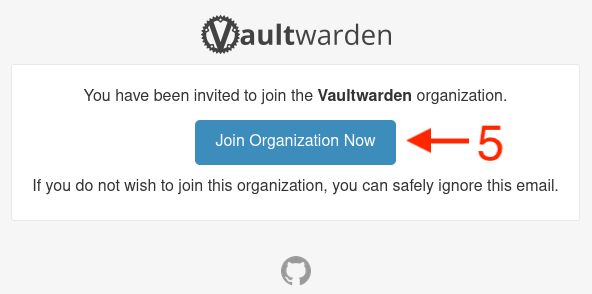 Vaultwarden
You have been invited to join the Vaultwarden organization.
Join Organization Now
5
If you do not wish to join this organization, you can safely ignore this email.